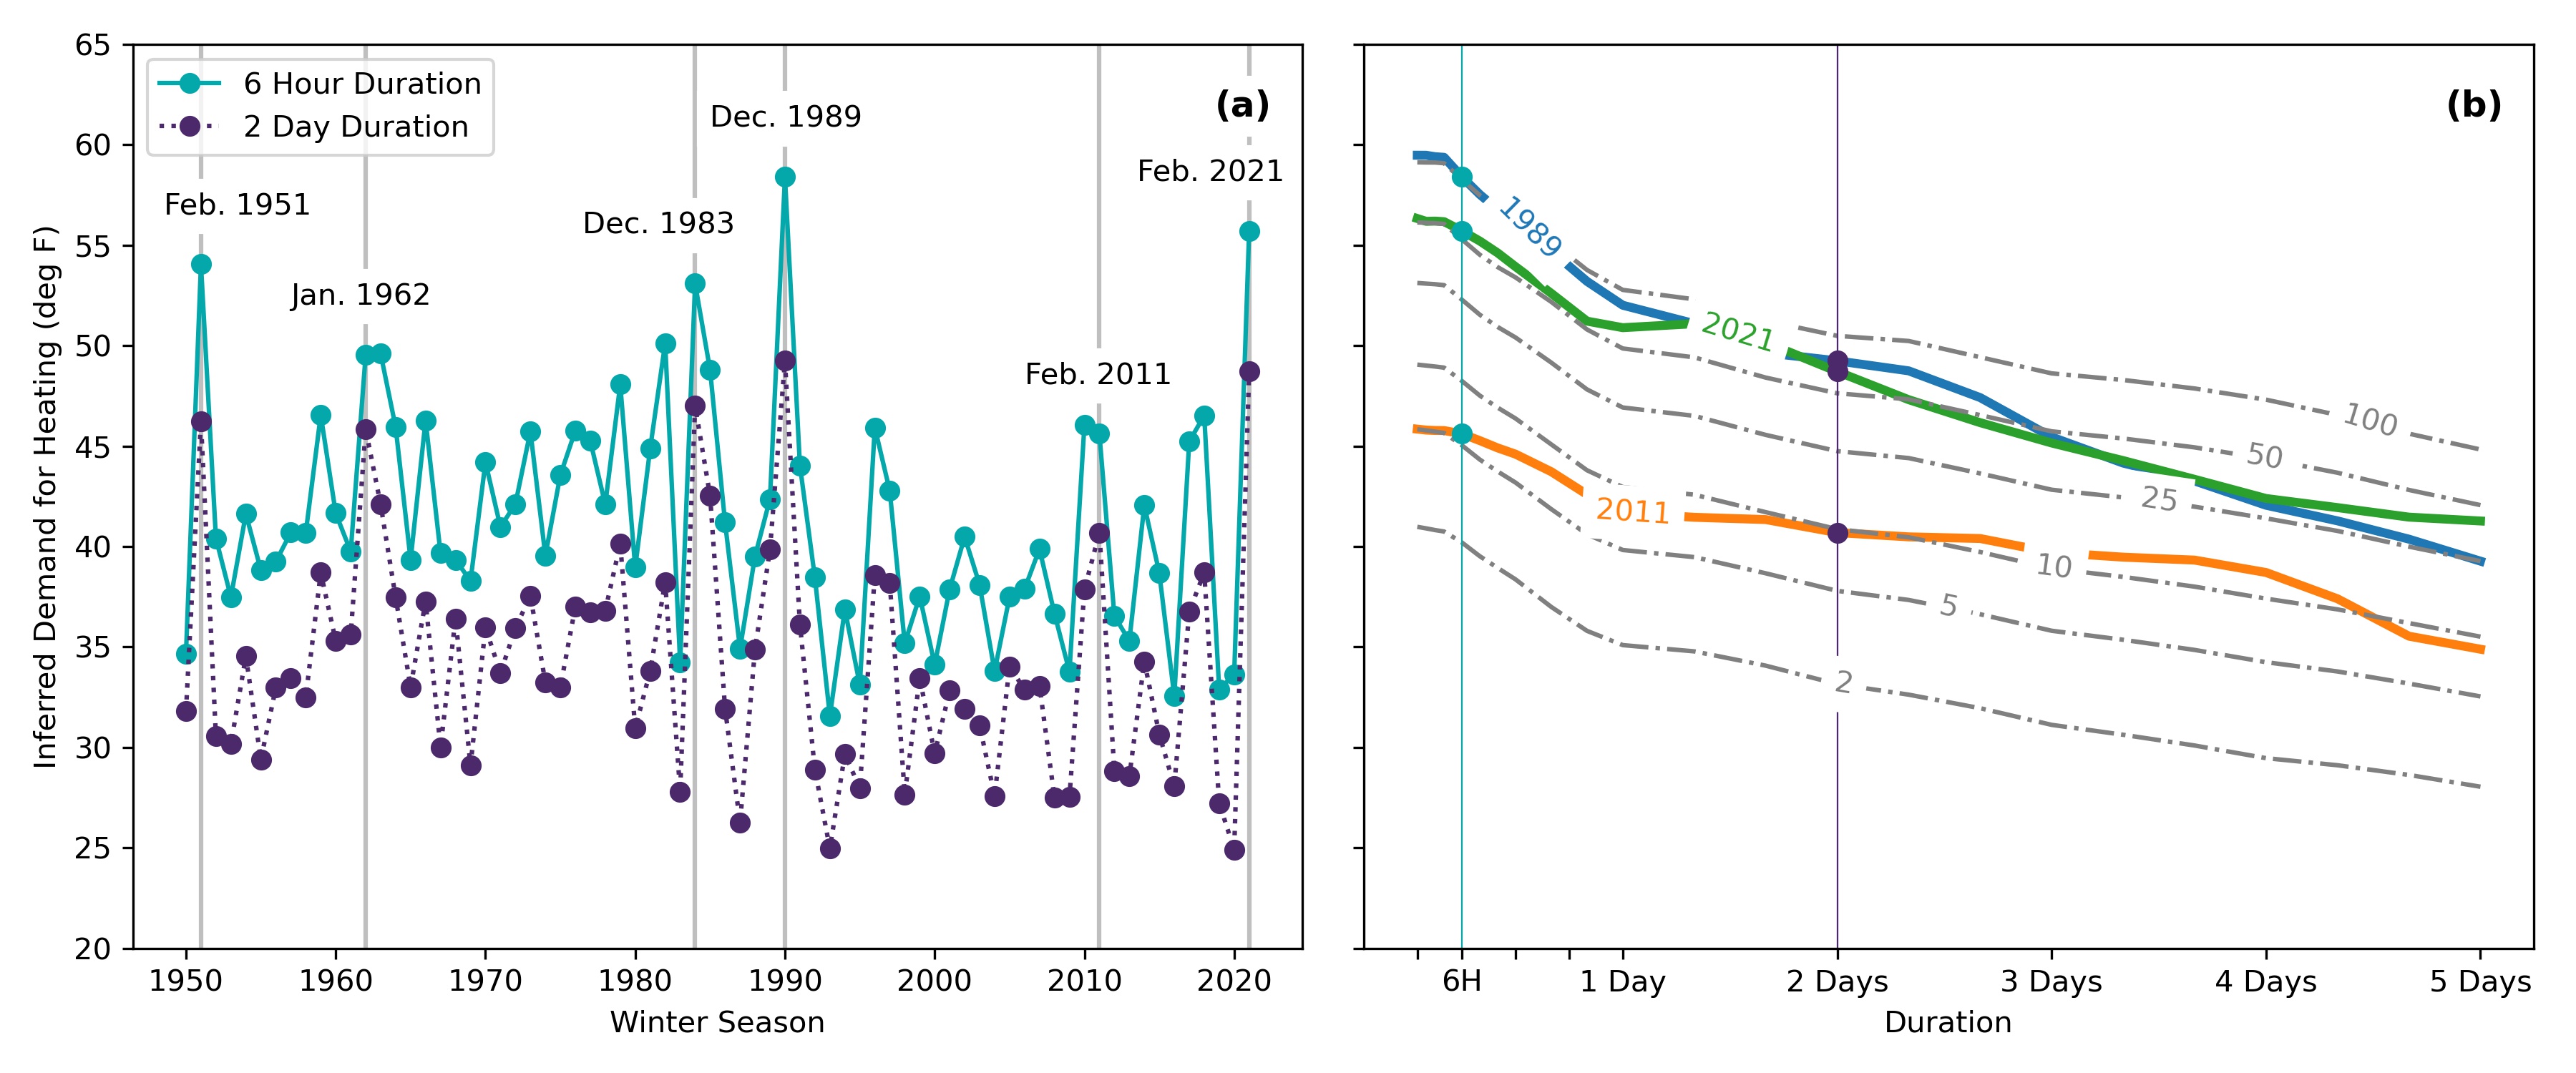 65
60
55
50
45
40
35
30
25
20
Inferred Demand for Heating (deg F)
6 Hour Duration
2 Day Duration
(a)
Dec. 1989
Feb. 2021
Feb. 1951
Dec. 1983
Jan. 1962
Feb. 2011
1950
1960
1970
1980
1990
2000
2010
2020
Winter Season
(b)
1989
2021
2011
100
50
25
10
5
2
6H
1 Day
2 Days
3 Days
4 Days
5 Days
Duration